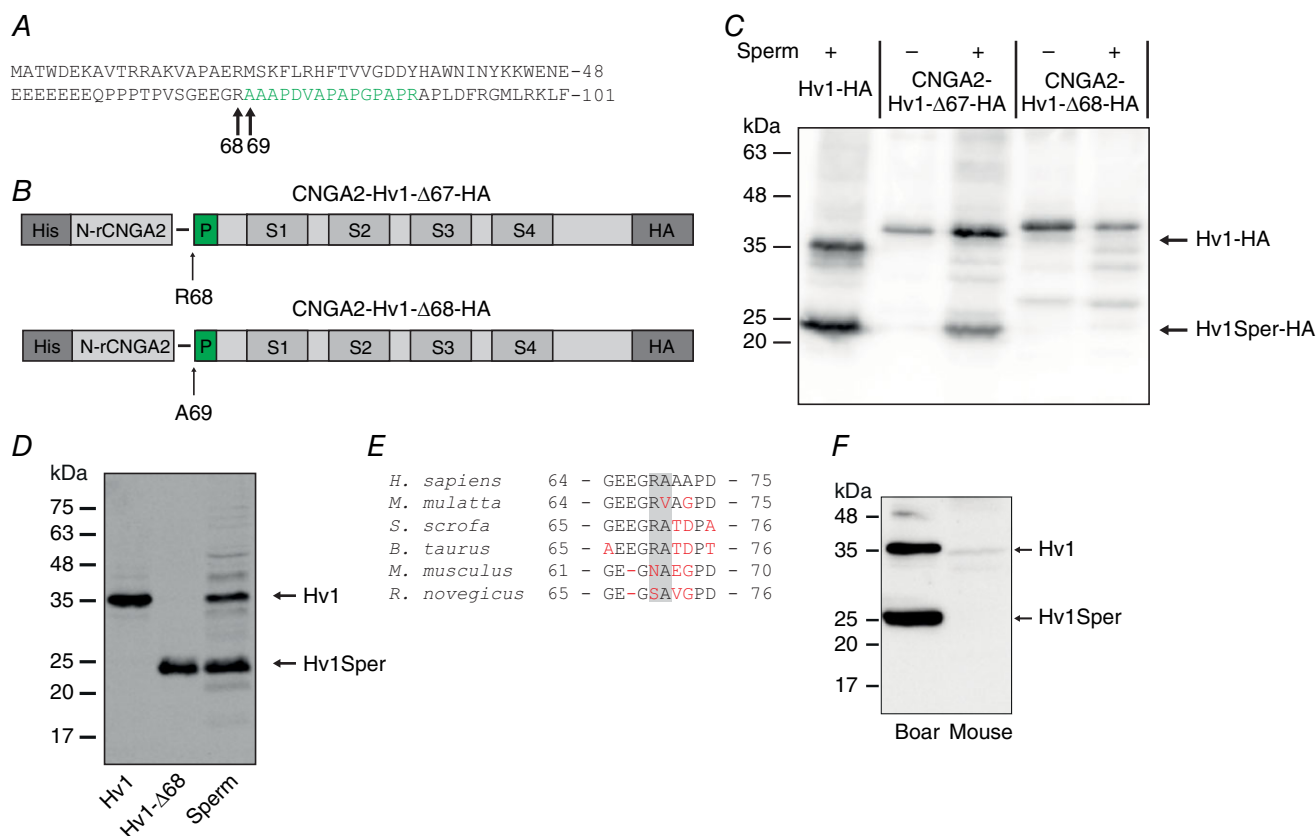 A
MATWDEKAVTRRAKVAPAERMSKFLRHFTVVGDDYHAWNINYKKWENE-48
EEEEEEEQPPPTPVSGEEGRAAAPDVAPAPGPAPRAPLDFRGMLRKLF-101
68 69
B
CNGA2-Hv1-Δ67-HA
His N-rCNGA2 P S1 S2 S3 S4 HA
R68
CNGA2-Hv1-Δ68-HA
His N-rCNGA2 P S1 S2 S3 S4 HA
A69
C
Sperm + − + − +
Hv1-HA CNGA2-Hv1-Δ67-HA CNGA2-Hv1-Δ68-HA
kDa
63
48
35
25
20
Hv1-HA
Hv1Sper-HA
D
kDa
75
63
48
35
25
20
17
Hv1
Hv1Sper
Hv1 Hv1-Δ68 Sperm
E
H. sapiens 64 - GEEGRAAAPD - 75
M. mulatta 64 - GEEGRVAGPD - 75
S. scrofa 65 - GEEGRATDPA - 76
B. taurus 65 - AEEGRATDPT - 76
M. musculus 61 - GE-GNAEGPD - 70
R. novegicus 65 - GE-GSAVGPD - 76
F
kDa
48
35
25
20
17
Hv1
Hv1Sper
Boar Mouse